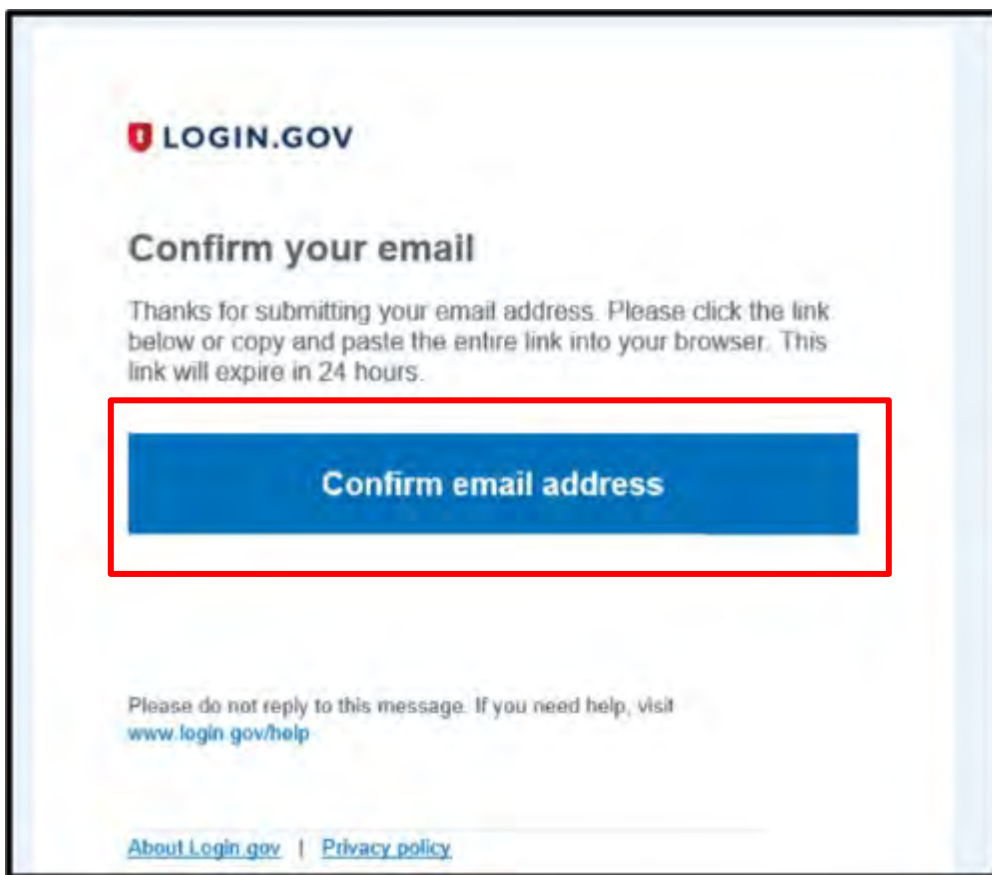 LOGIN.GOV
Confirm your email
Thanks for submitting your email address. Please click the link
below or copy and paste the entire link into your browser. This
link will expire in 24 hours.
Confirm email address
Please do not reply to this message. If you need help, visit
www.login.gov/help
About Login.gov | Privacy policy